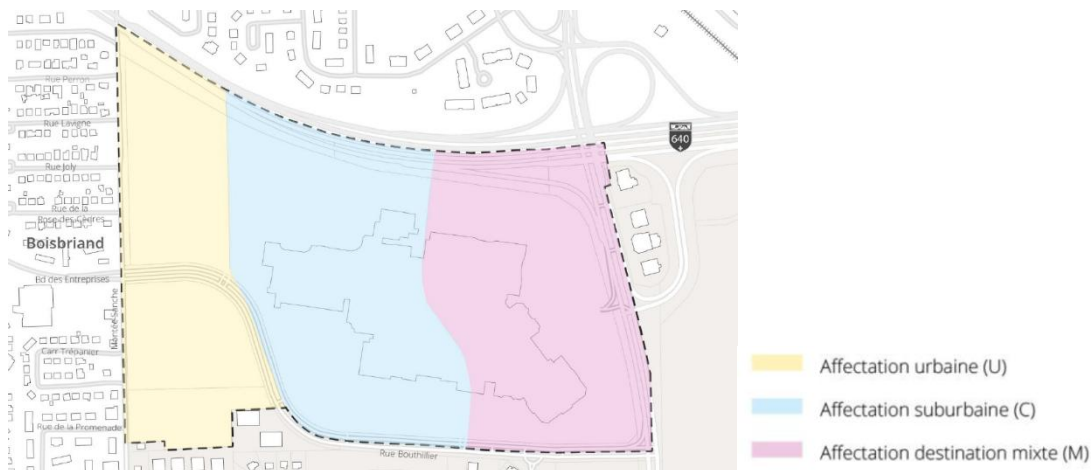 Rue Perron
Rue Lavigne
Rue Joly
Rue de la
Rose-des-Cèdres
Boisbriand
Bd des Entreprises
Montée Sanche
Carr Trépanier
Rue de la Promenade
Rue Bouthillier
640
Affectation urbaine (U)
Affectation suburbaine (C)
Affectation destination mixte (M)